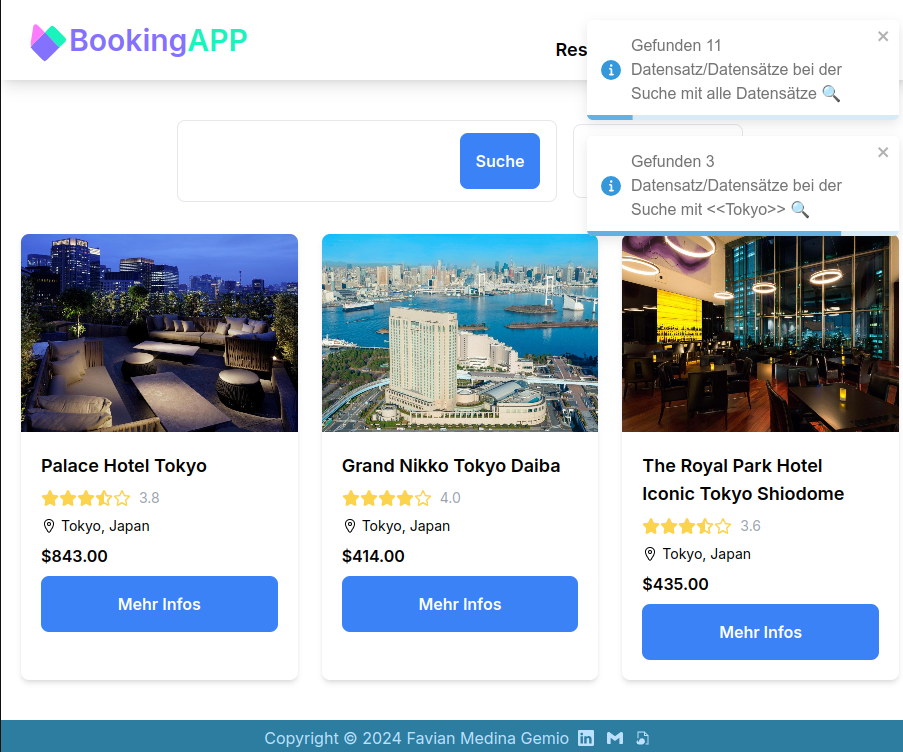 BookingAPP
Res
Gefunden 11
Datensatz/Datensätze bei der
Suche mit alle Datensätze 🔍
Suche
Gefunden 3
Datensatz/Datensätze bei der
Suche mit <<Tokyo>> 🔍
Palace Hotel Tokyo
3.8
Tokyo, Japan
$843.00
Mehr Infos
Grand Nikko Tokyo Daiba
4.0
Tokyo, Japan
$414.00
Mehr Infos
The Royal Park Hotel
Iconic Tokyo Shiodome
3.6
Tokyo, Japan
$435.00
Mehr Infos
Copyright © 2024 Favian Medina Gemio